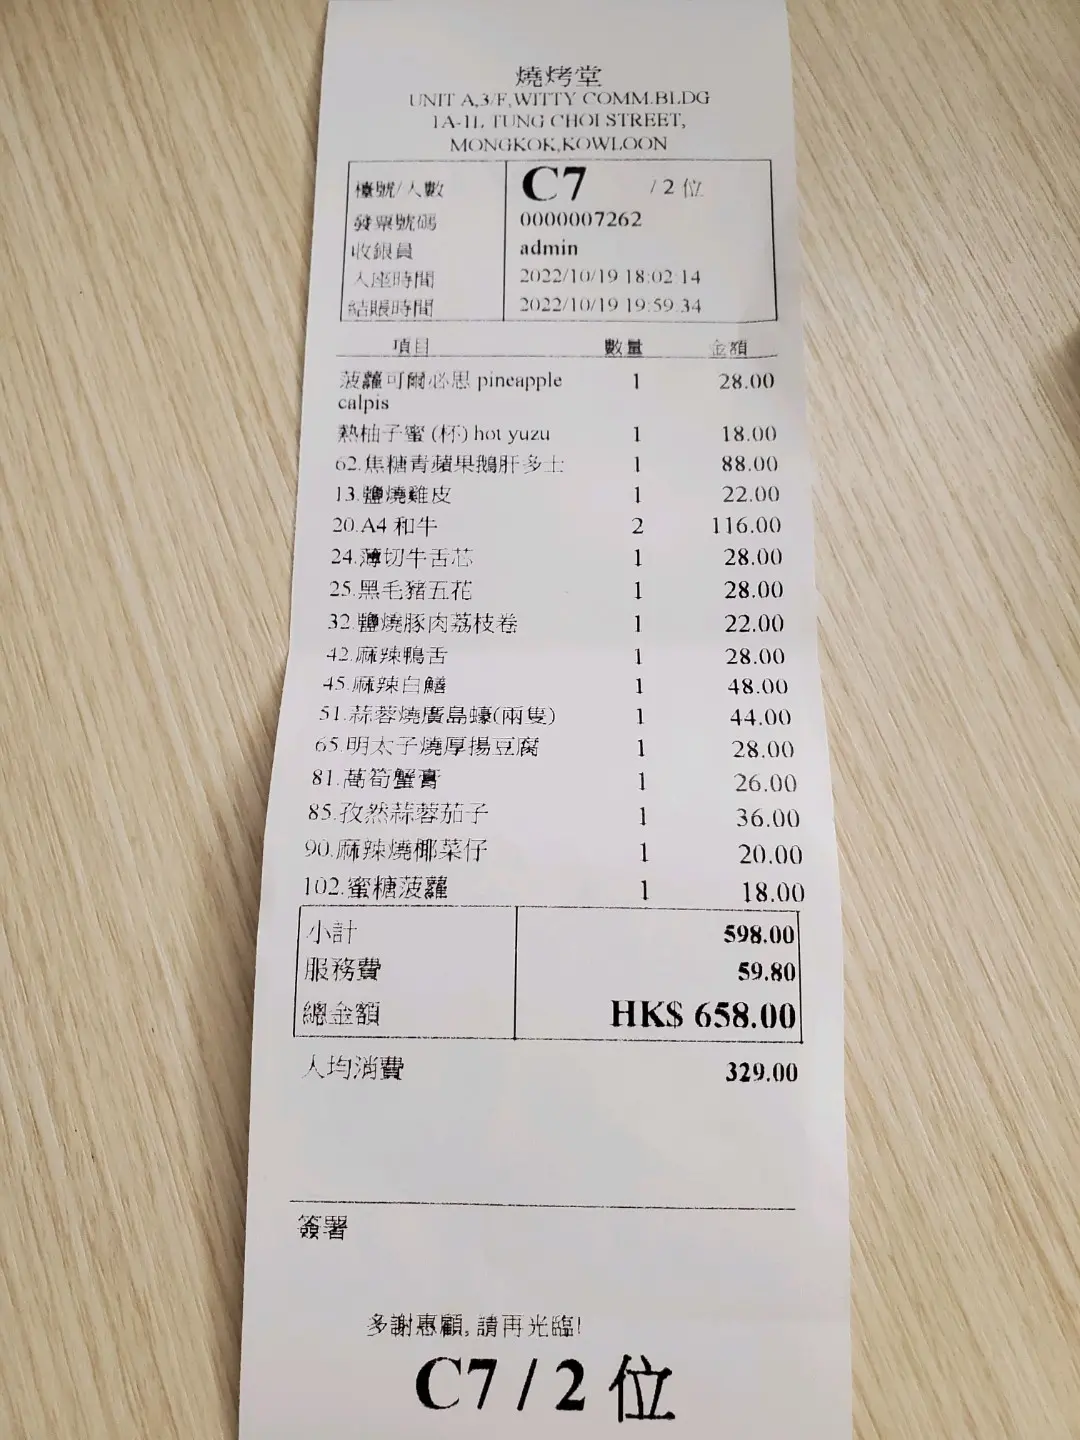 燒烤堂
UNIT A,3/F,WITTY COMM.BLDG
1A-1L TUNG CHOI STREET,
MONGKOK,KOWLOON
檯號/人數 C7 / 2 位
發票號碼 0000007262
收銀員 admin
入座時間 2022/10/19 18:02:14
結賬時間 2022/10/19 19:59:34
項目 數量 金額
菠蘿可爾必思 pineapple 1 28.00
calpis
熱柚子蜜 (杯) hot yuzu 1 18.00
62.焦糖青蘋果鵝肝多士 1 88.00
13.鹽燒雞皮 1 22.00
20.A4 和牛 2 116.00
24.薄切牛舌芯 1 28.00
25.黑毛豬五花 1 28.00
32.鹽燒豚肉荔枝卷 1 22.00
42.麻辣鴨舌 1 28.00
45.麻辣白鱔 1 48.00
51.蒜蓉燒廣島蠔(兩隻) 1 44.00
65.明太子燒厚揚豆腐 1 28.00
81.萵筍蟹膏 1 26.00
85.孜然蒜蓉茄子 1 36.00
90.麻辣燒椰菜仔 1 20.00
102.蜜糖菠蘿 1 18.00
小計 598.00
服務費 59.80
總金額 HK$ 658.00
人均消費 329.00
簽署
多謝惠顧, 請再光臨!
C7 / 2 位